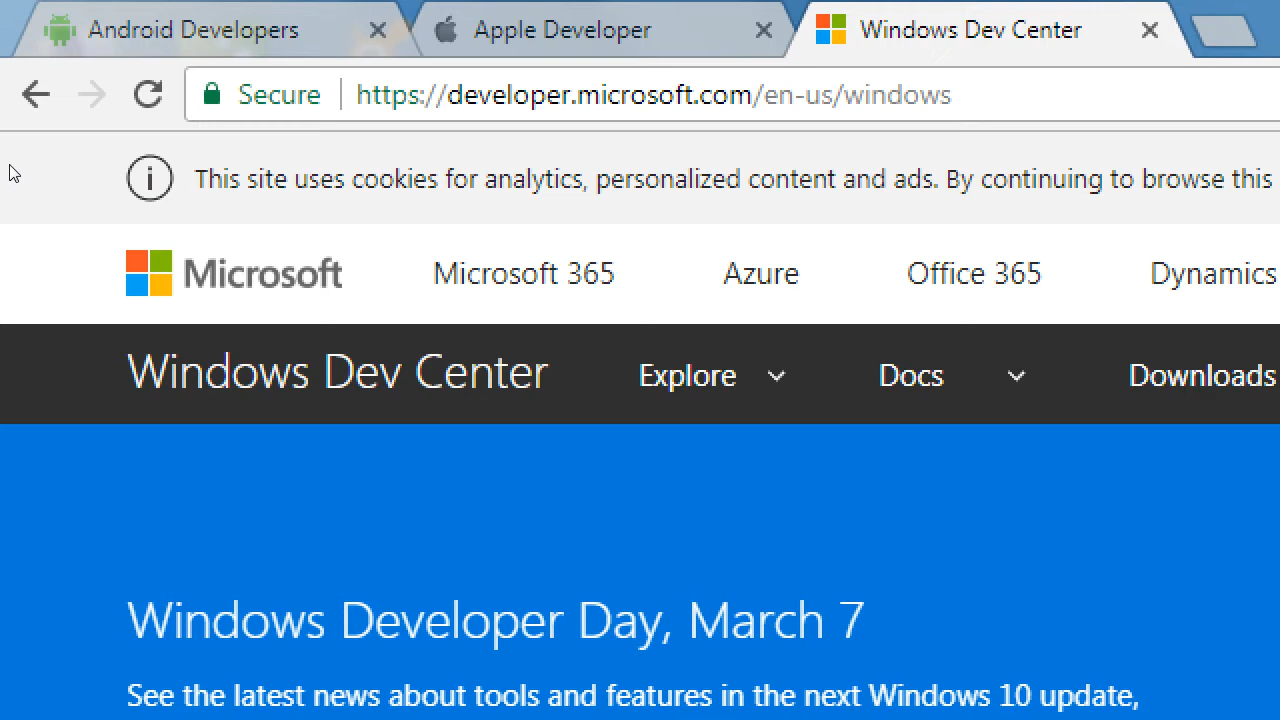 Android Developers
Apple Developer
Windows Dev Center
Secure
https://developer.microsoft.com/en-us/windows
This site uses cookies for analytics, personalized content and ads. By continuing to browse this
Microsoft
Microsoft 365
Azure
Office 365
Dynamics
Windows Dev Center
Explore
Docs
Downloads
Windows Developer Day, March 7
See the latest news about tools and features in the next Windows 10 update,